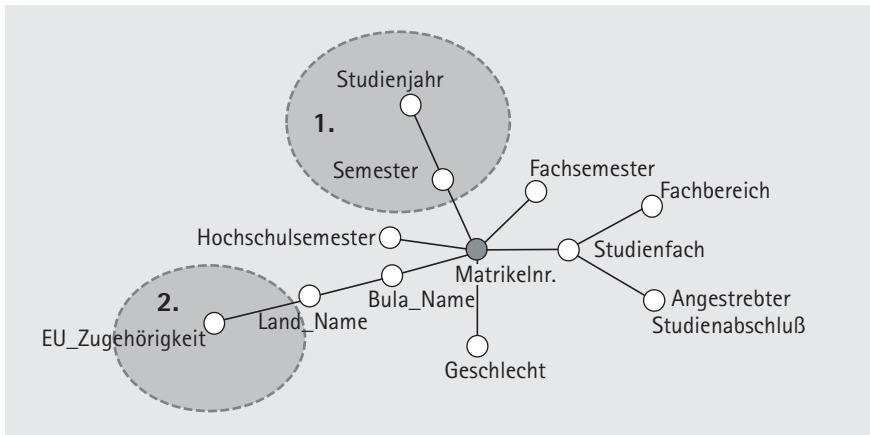 Studienjahr
1.
Semester
Fachsemester
Fachbereich
Hochschulsemester
Studienfach
Matrikelnr.
2.
Bula_Name
Land_Name
Angestrebter
Studienabschluß
EU_Zugehörigkeit
Geschlecht